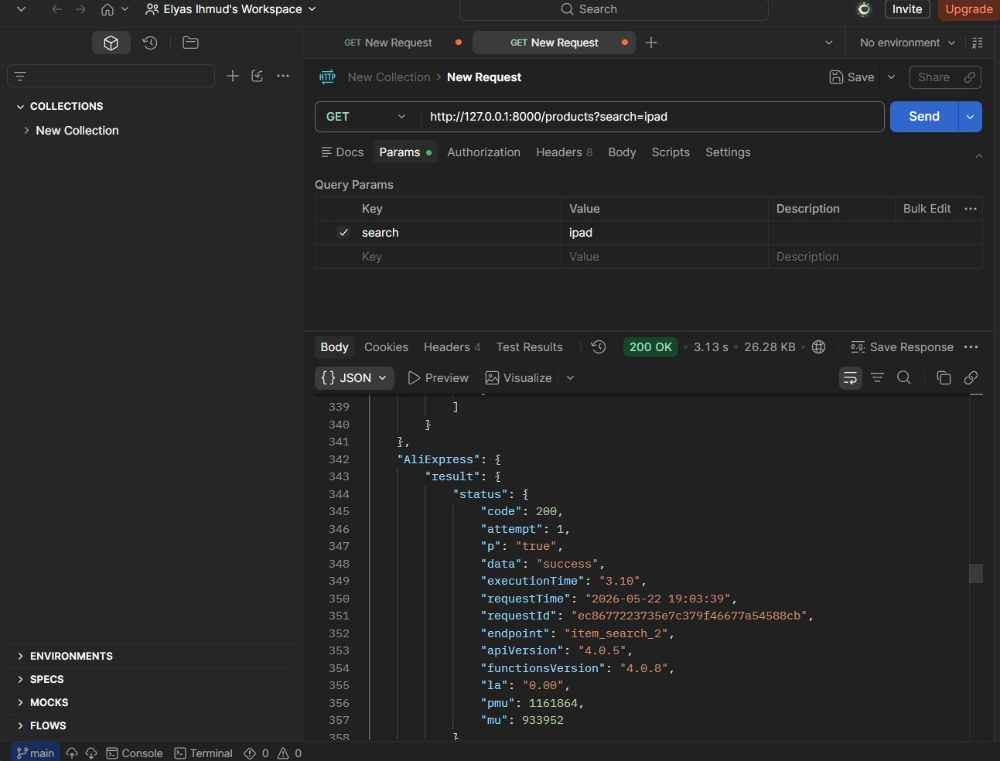 Elyas Ihmud's Workspace
Search
Invite
Upgrade
GET New Request
GET New Request
No environment
HTTP New Collection > New Request
Save
Share
COLLECTIONS
New Collection
GET
http://127.0.0.1:8000/products?search=ipad
Send
Docs Params Authorization Headers 8 Body Scripts Settings
Query Params
Key Value Description Bulk Edit
search ipad
Key Value Description
Body Cookies Headers 4 Test Results 200 OK 3.13 s 26.28 KB e.g. Save Response
{} JSON Preview Visualize
339 ]
340 }
341 },
342 "AliExpress": {
343 "result": {
344 "status": {
345 "code": 200,
346 "attempt": 1,
347 "p": "true",
348 "data": "success",
349 "executionTime": "3.10",
350 "requestTime": "2026-05-22 19:03:39",
351 "requestId": "ec8677223735e7c379f46677a54588cb",
352 "endpoint": "item_search_2",
353 "apiVersion": "4.0.5",
354 "functionsVersion": "4.0.8",
355 "la": "0.00",
356 "pmu": 1161864,
357 "mu": 933952
358 }
ENVIRONMENTS
SPECS
MOCKS
FLOWS
main Console Terminal 0 0